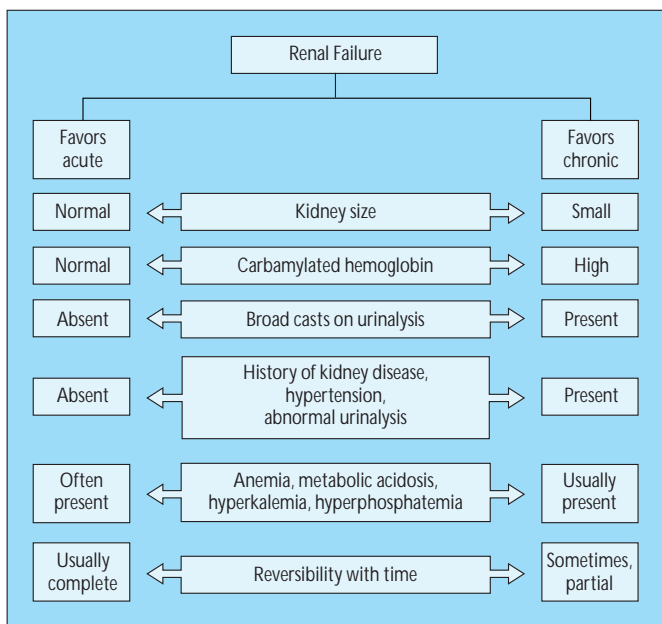 Renal Failure
Favors
acute
Favors
chronic
Normal
Kidney size
Small
Normal
Carbamylated hemoglobin
High
Absent
Broad casts on urinalysis
Present
Absent
History of kidney disease,
hypertension,
abnormal urinalysis
Present
Often
present
Anemia, metabolic acidosis,
hyperkalemia, hyperphosphatemia
Usually
present
Usually
complete
Reversibility with time
Sometimes,
partial